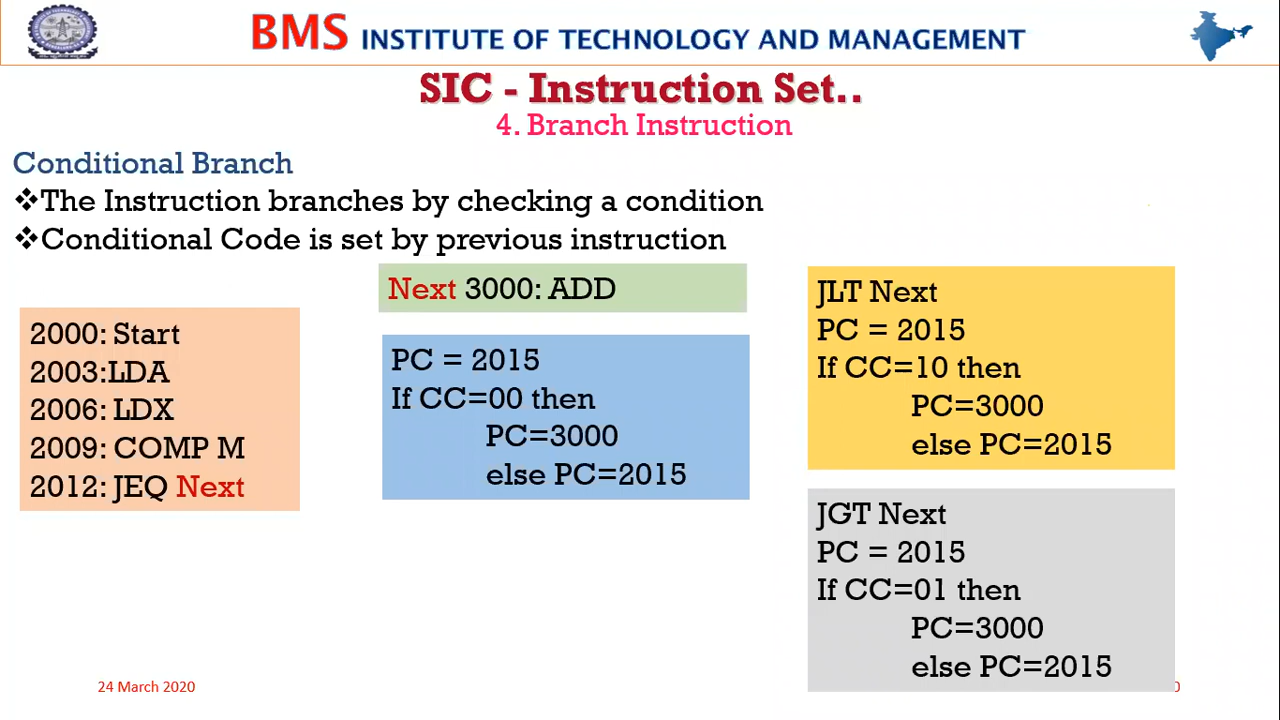 BMS INSTITUTE OF TECHNOLOGY AND MANAGEMENT
SIC - Instruction Set..
4. Branch Instruction
Conditional Branch
❖The Instruction branches by checking a condition
❖Conditional Code is set by previous instruction
2000: Start
2003:LDA
2006: LDX
2009: COMP M
2012: JEQ Next
Next 3000: ADD
PC = 2015
If CC=00 then
PC=3000
else PC=2015
JLT Next
PC = 2015
If CC=10 then
PC=3000
else PC=2015
JGT Next
PC = 2015
If CC=01 then
PC=3000
else PC=2015
24 March 2020